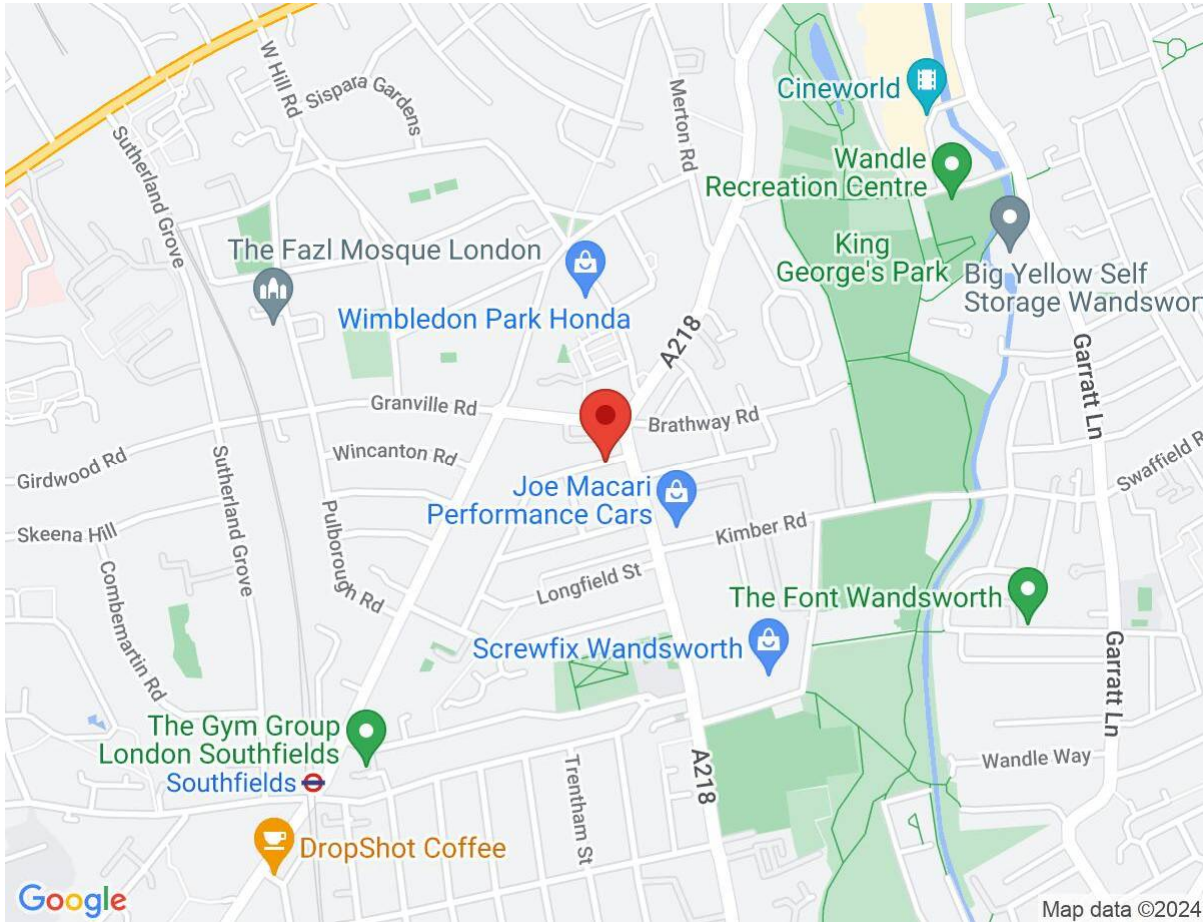 W Hill Rd
Sispara Gardens
Merton Rd
Cineworld
Sutherland Grove
Wandle
Recreation Centre
The Fazl Mosque London
King
George's Park
Big Yellow Self
Storage Wandswor
Wimbledon Park Honda
A218
Garratt Ln
Granville Rd
Brathway Rd
Wincanton Rd
Girdwood Rd
Swaffield R
Sutherland Grove
Joe Macari
Performance Cars
Skeena Hill
Pulborough Rd
Kimber Rd
Longfield St
Combemartin Rd
The Font Wandsworth
Screwfix Wandsworth
Garratt Ln
The Gym Group
London Southfields
Southfields
A218
Trentham St
Wandle Way
DropShot Coffee
Google
Map data ©2024